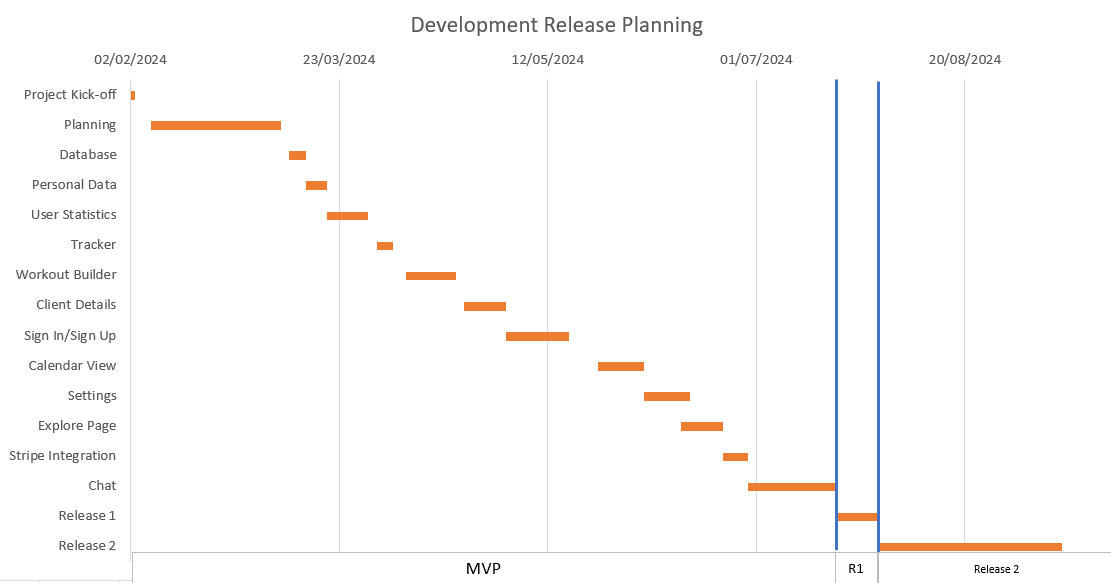 Development Release Planning
02/02/2024 23/03/2024 12/05/2024 01/07/2024 20/08/2024
Project Kick-off
Planning
Database
Personal Data
User Statistics
Tracker
Workout Builder
Client Details
Sign In/Sign Up
Calendar View
Settings
Explore Page
Stripe Integration
Chat
Release 1
Release 2
MVP R1 Release 2